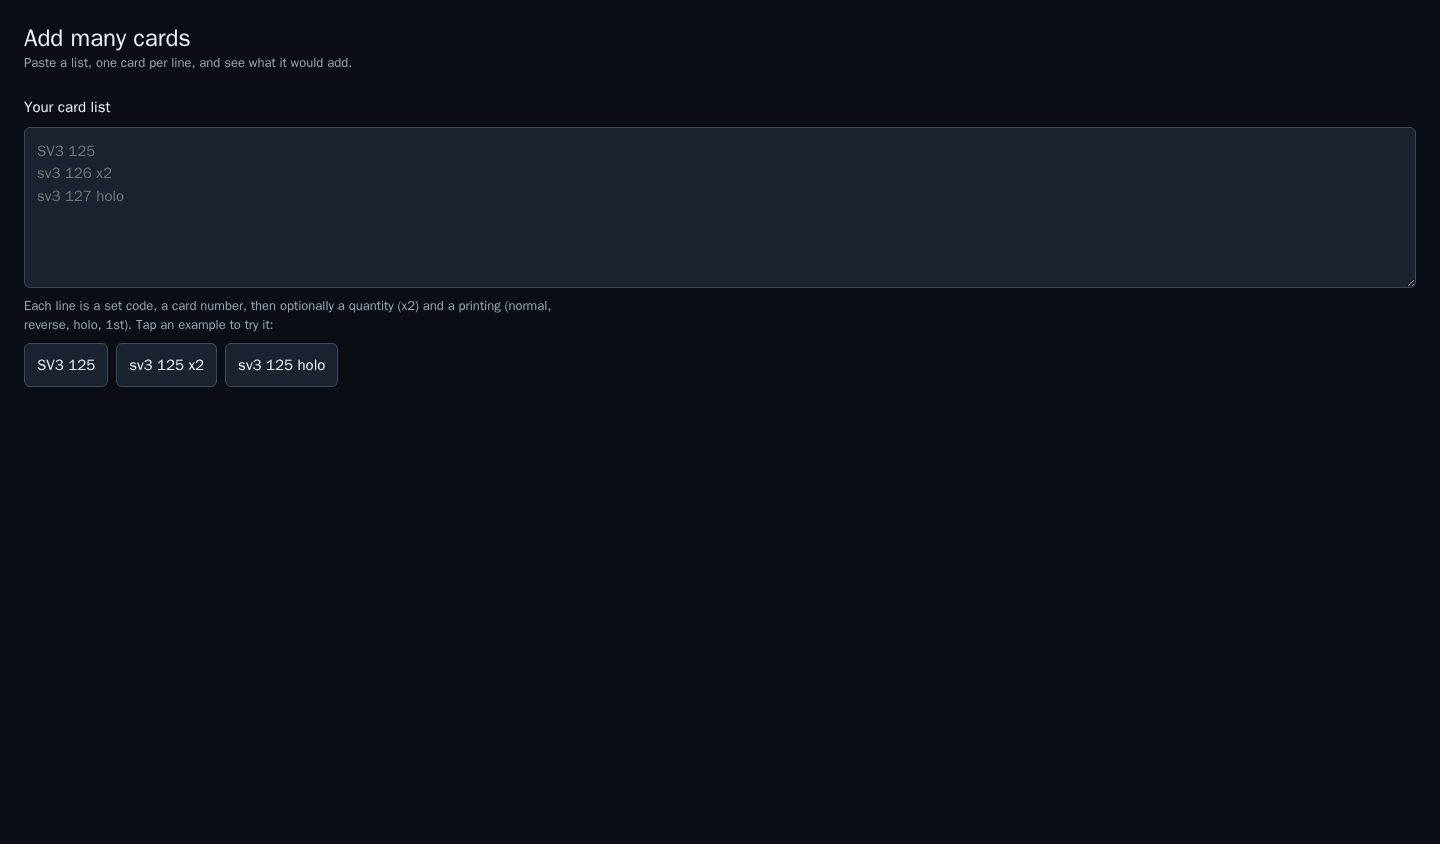 Add many cards
Paste a list, one card per line, and see what it would add.
Your card list
SV3 125
sv3 126 x2
sv3 127 holo
Each line is a set code, a card number, then optionally a quantity (x2) and a printing (normal,
reverse, holo, 1st). Tap an example to try it:
SV3 125
sv3 125 x2
sv3 125 holo